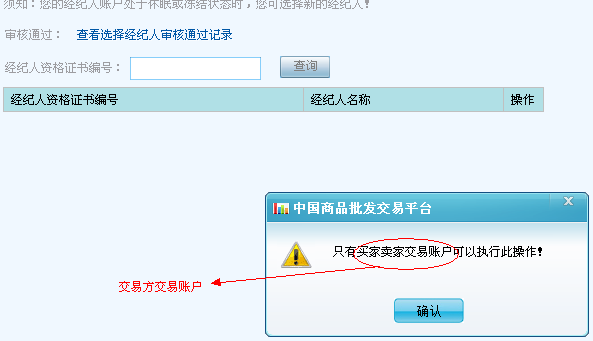 须知：您的经纪人账户处于休眠或冻结状态时，您可选择新的经纪人！
审核通过： 查看选择经纪人审核通过记录
经纪人资格证书编号： 查询
经纪人资格证书编号 经纪人名称 操作
中国商品批发交易平台 X
只有买家卖家交易账户可以执行此操作！
交易方交易账户
确认